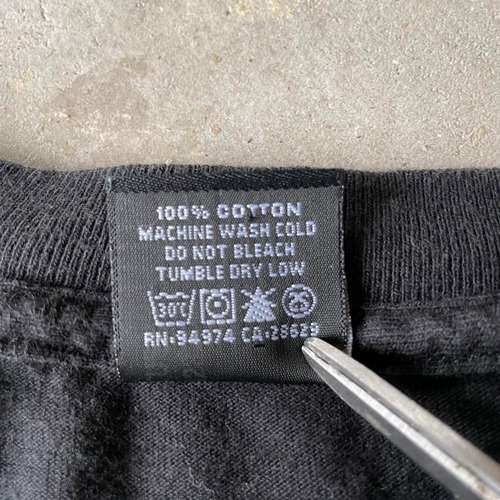 100% COTTON
MACHINE WASH COLD
DO NOT BLEACH
TUMBLE DRY LOW
30°
RN·94974 CA·28629